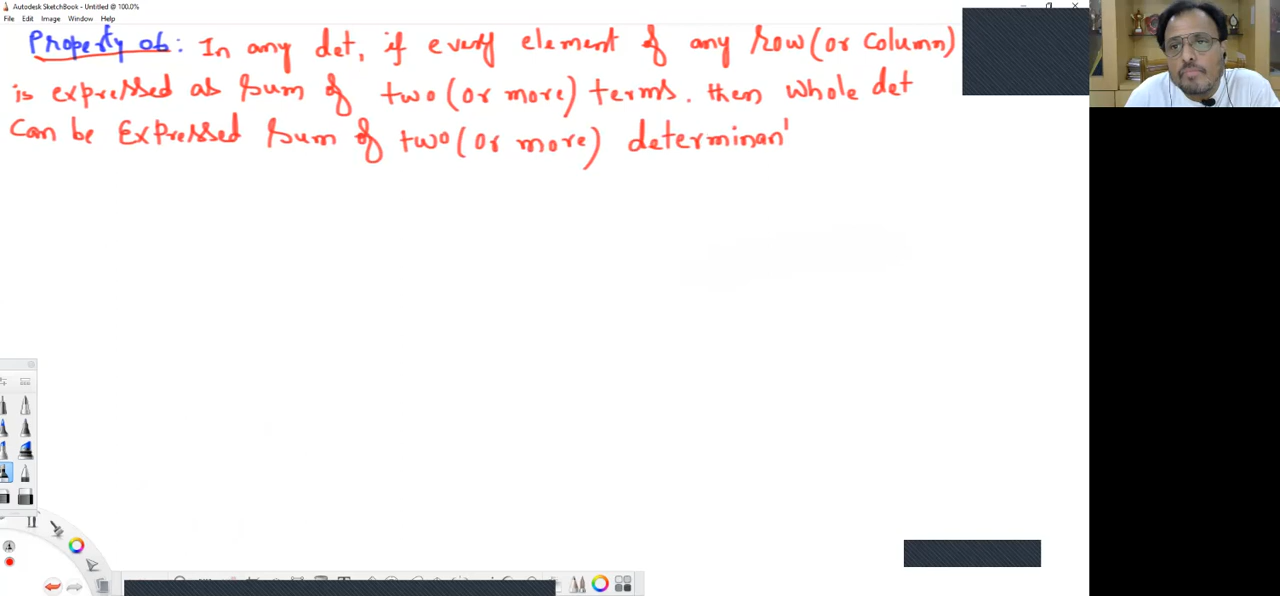 Autodesk SketchBook - Untitled @ 100.0%
File Edit Image Window Help
Property 06: In any det, if every element of any row (or column)
is expressed as sum of two (or more) terms. then whole det
Can be Expressed sum of two (or more) determinan